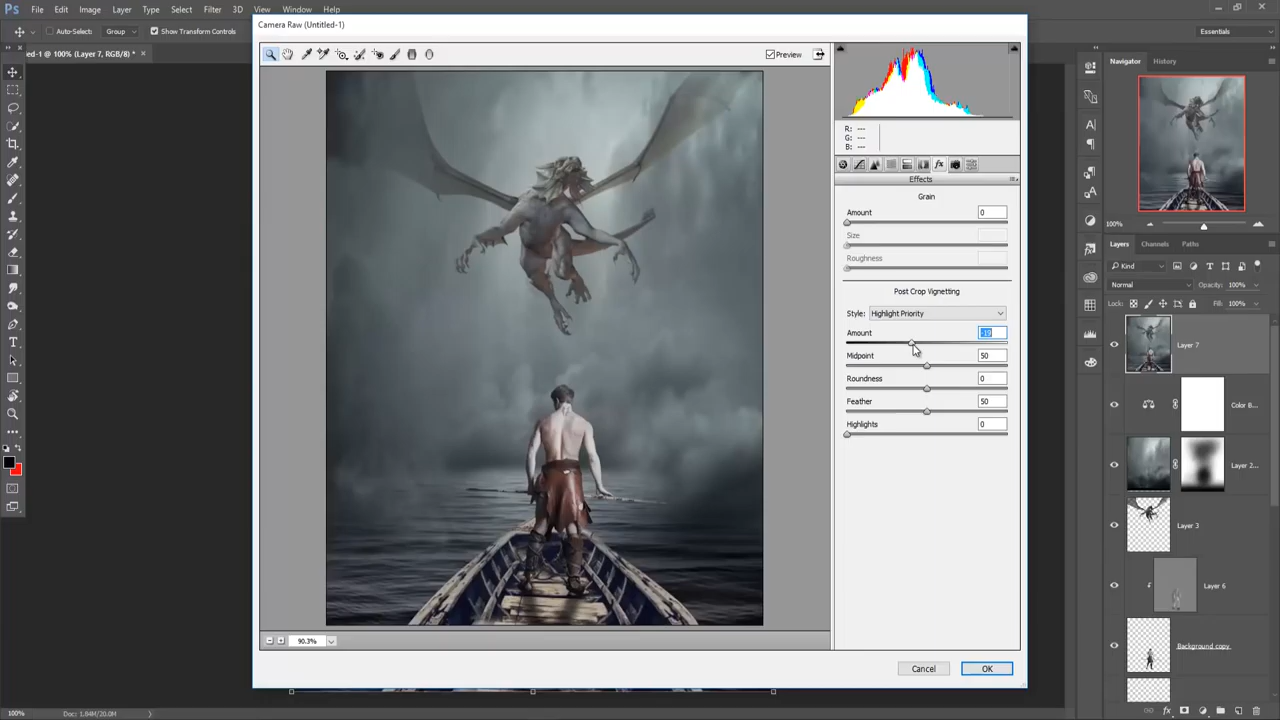 Ps File Edit Image Layer Type Select Filter 3D View Window Help
Auto-Select: Group Show Transform Controls
Essentials
ed-1 @ 100% (Layer 7, RGB/8) *
Camera Raw (Untitled-1)
Preview
R: ---
G: ---
B: ---
Effects
Grain
Amount 0
Size
Roughness
Post Crop Vignetting
Style: Highlight Priority
Amount -19
Midpoint 50
Roundness 0
Feather 50
Highlights 0
90.3%
Cancel OK
Navigator History
100%
Layers Channels Paths
Kind
Normal Opacity: 100%
Lock: Fill: 100%
Layer 7
Color B...
Layer 2...
Layer 3
Layer 6
Background copy
100% Doc: 1.84M/20.0M